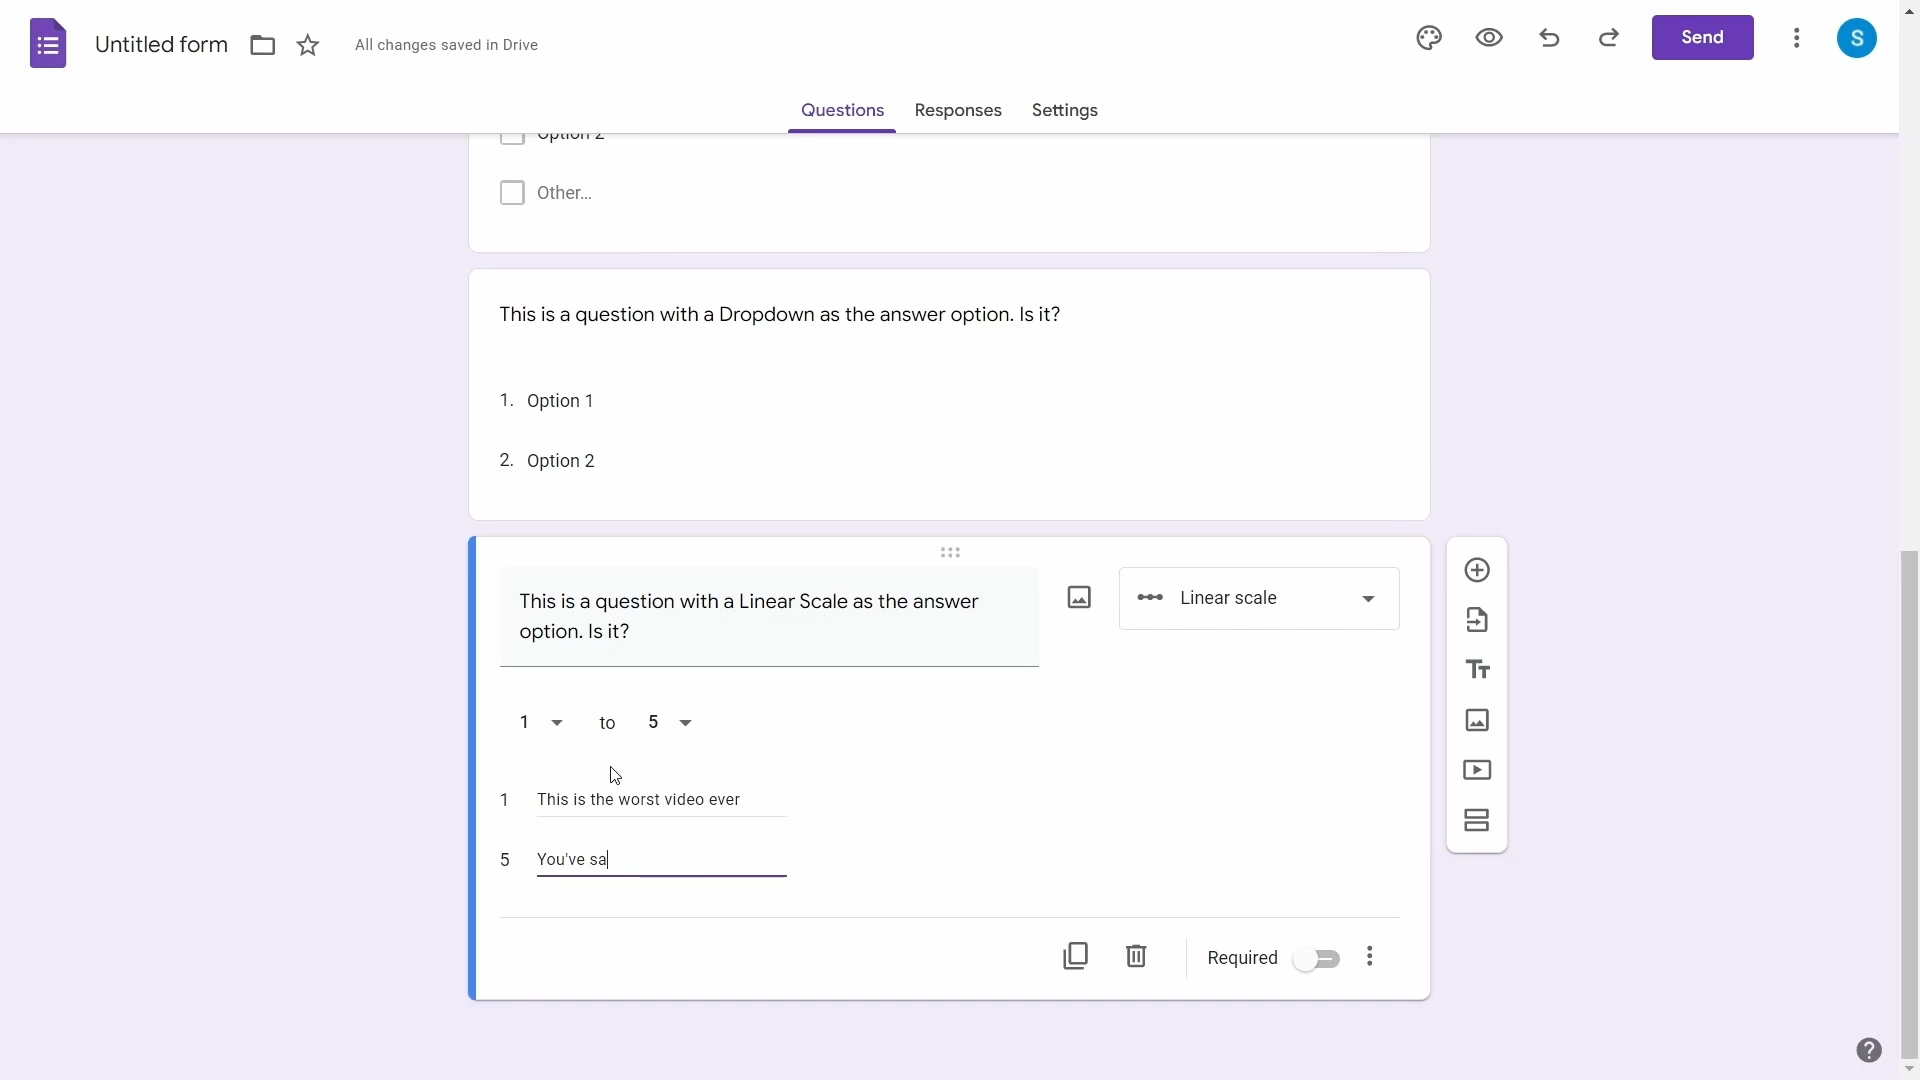 Untitled form
All changes saved in Drive
Send
S
Questions
Responses
Settings
Option 2
Other...
This is a question with a Dropdown as the answer option. Is it?
1. Option 1
2. Option 2
This is a question with a Linear Scale as the answer
option. Is it?
Linear scale
1 to 5
1 This is the worst video ever
5 You've sa
Required